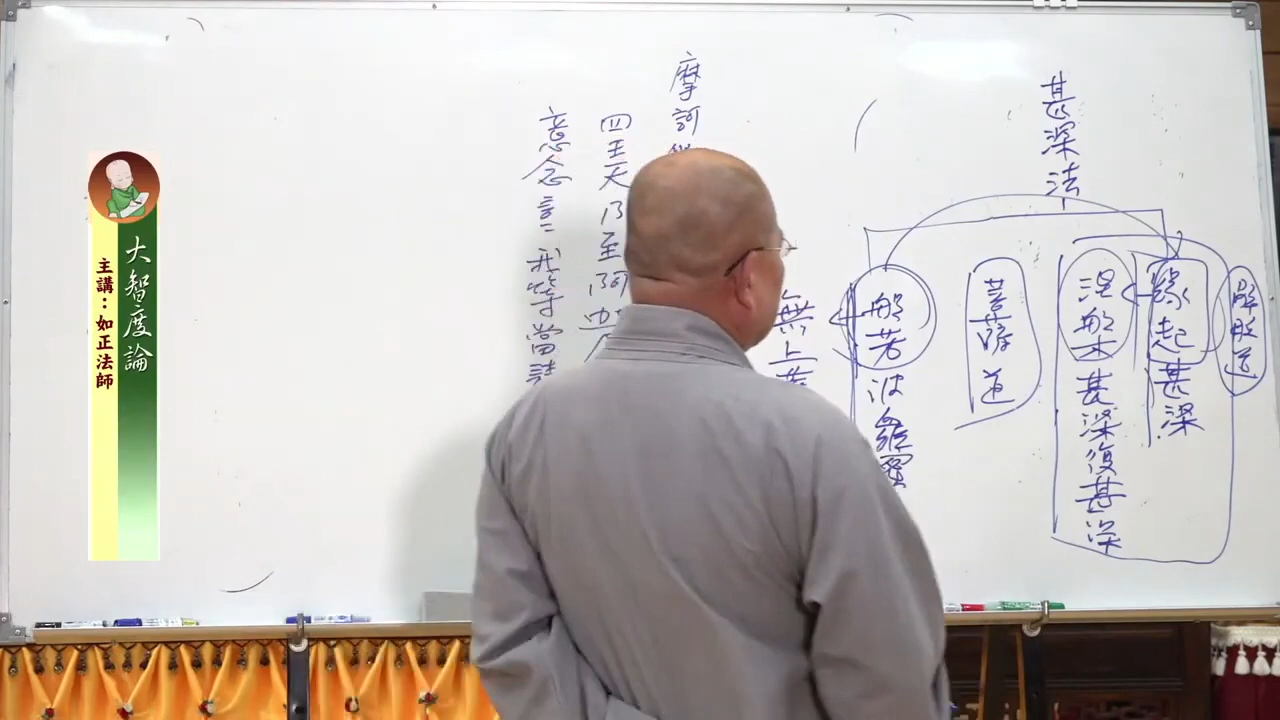 甚深法
解脫道
緣起甚深
涅槃甚深復甚深
菩薩道
般若波羅蜜
無上菩
摩訶
四王天乃至阿
意念言我等當
大智度論
主講：如正法師